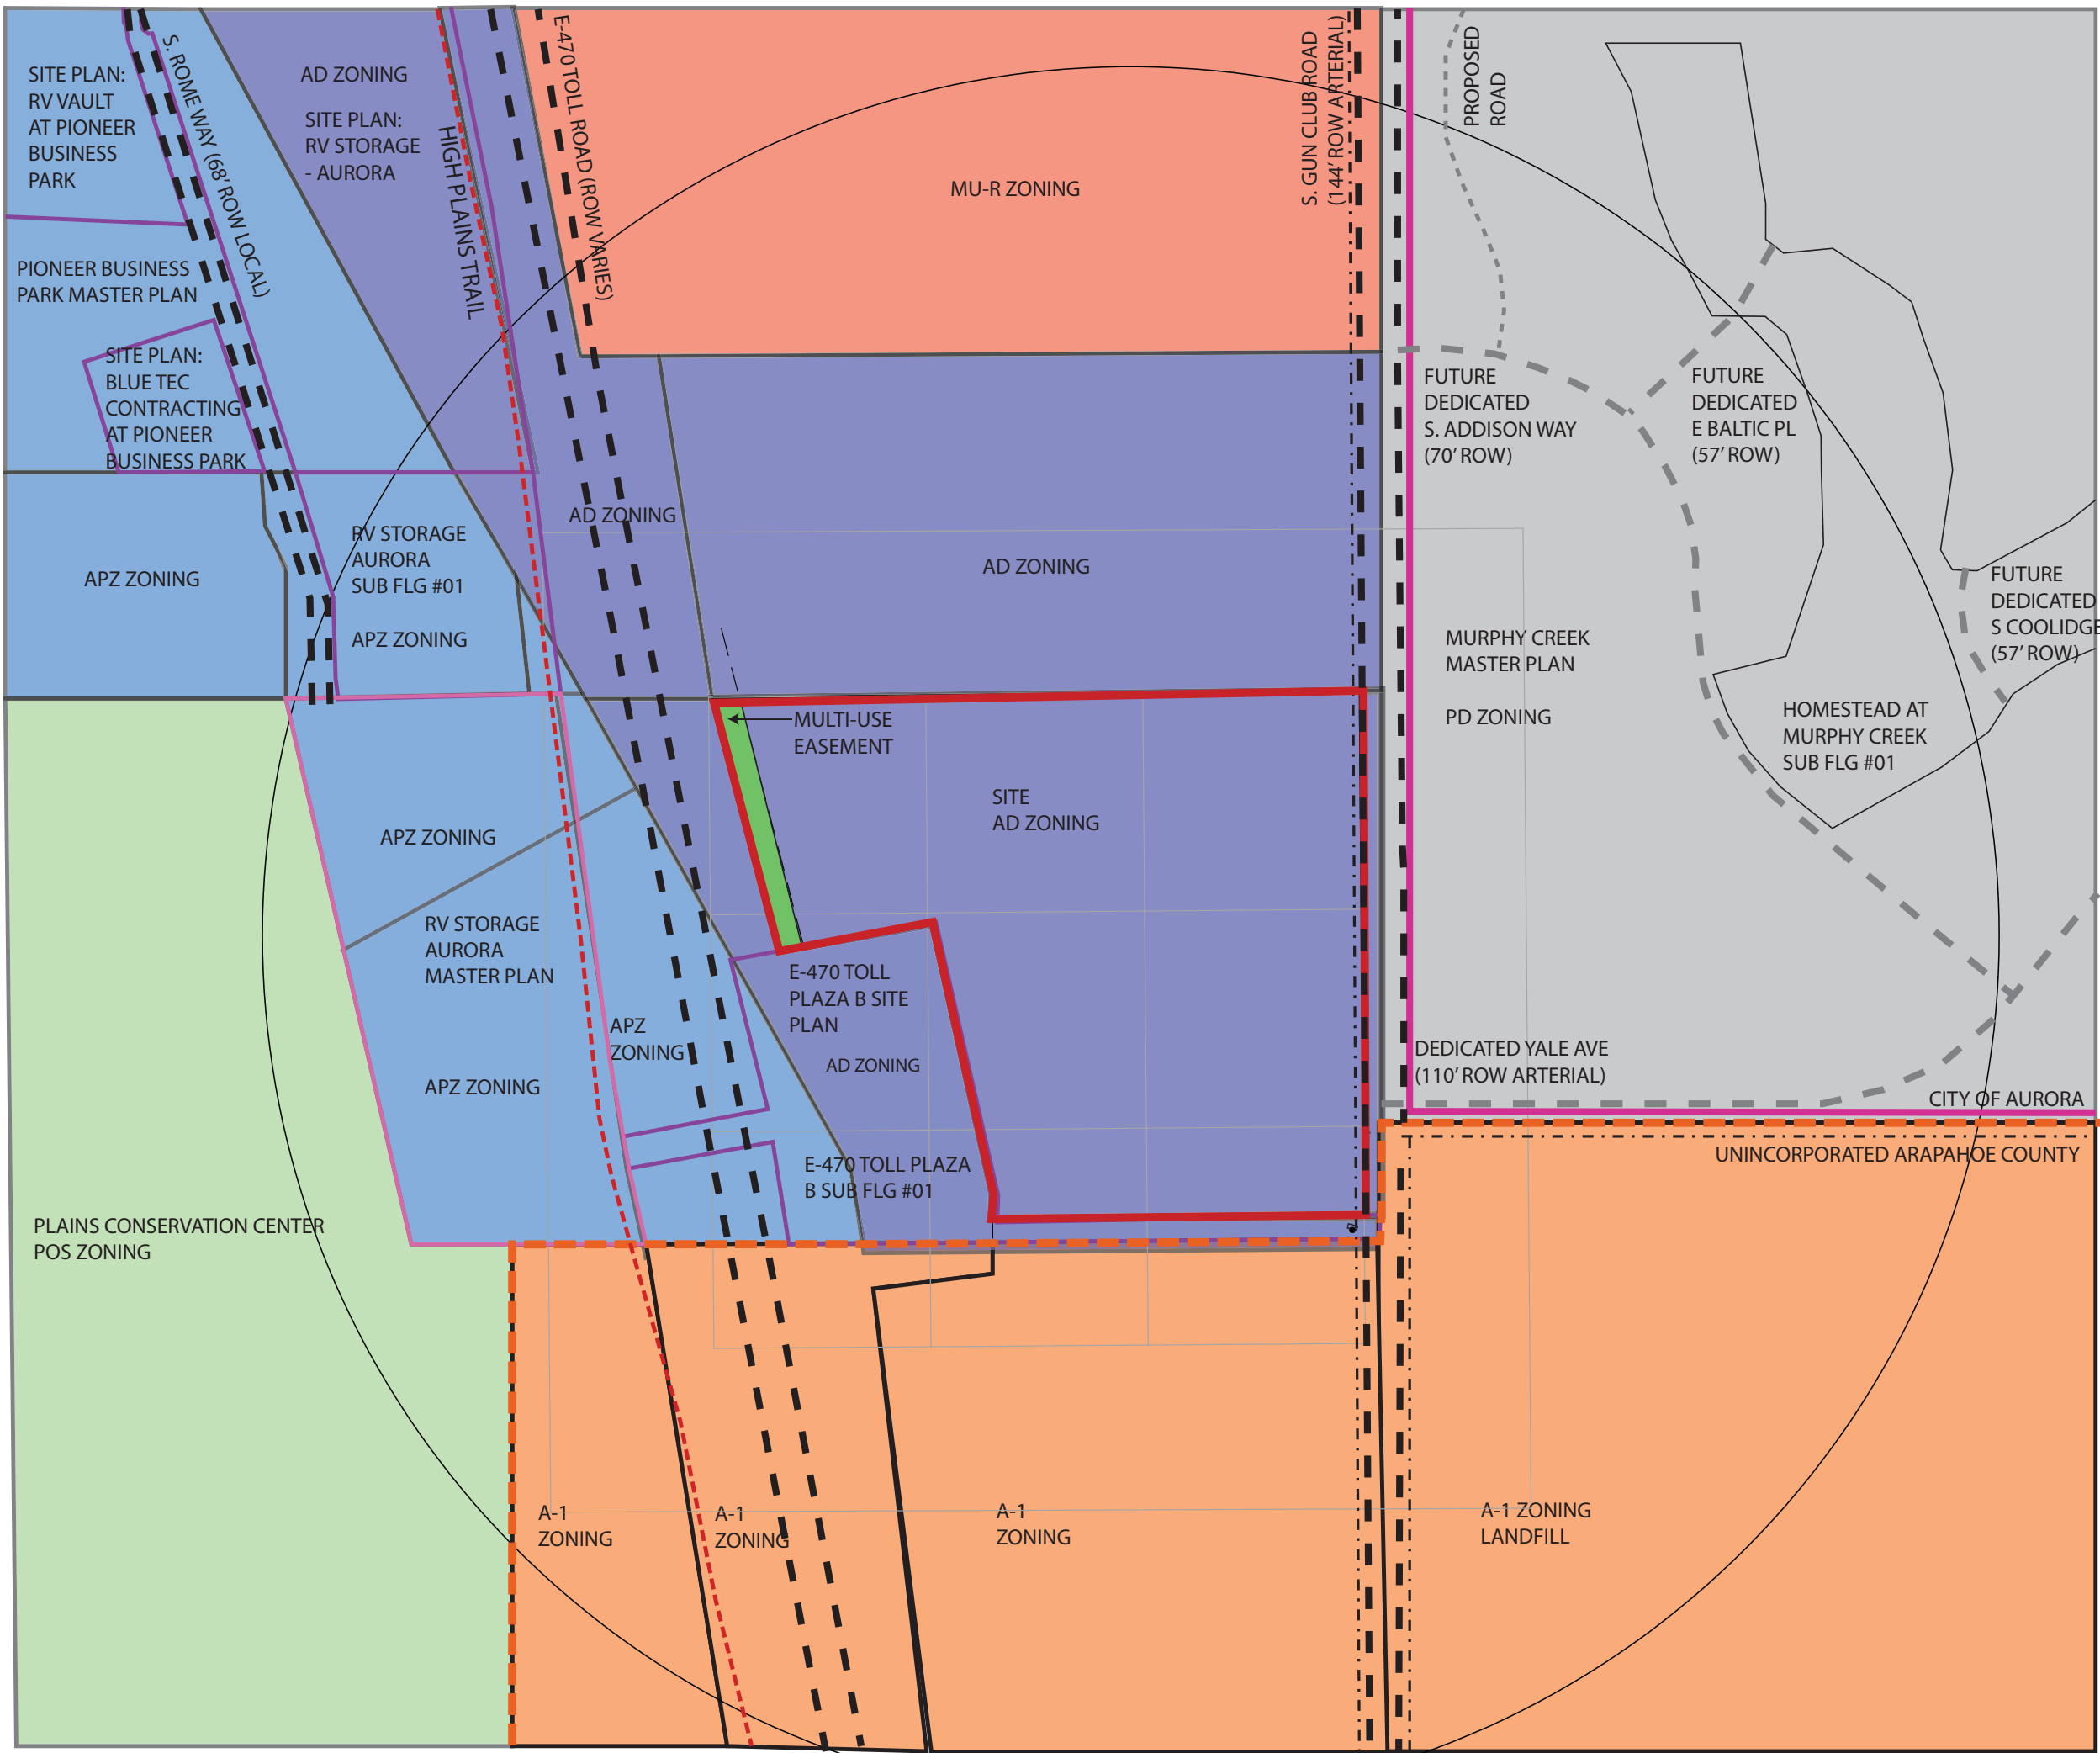 SITE PLAN:
RV VAULT
AT PIONEER
BUSINESS
PARK
S. ROME WAY (68' ROW LOCAL)
AD ZONING
SITE PLAN:
RV STORAGE
- AURORA
HIGH PLAINS TRAIL
E-470 TOLL ROAD (ROW VARIES)
MU-R ZONING
S. GUN CLUB ROAD
(144' ROW ARTERIAL)
PROPOSED
ROAD
PIONEER BUSINESS
PARK MASTER PLAN
SITE PLAN:
BLUE TEC
CONTRACTING
AT PIONEER
BUSINESS PARK
FUTURE
DEDICATED
S. ADDISON WAY
(70' ROW)
FUTURE
DEDICATED
E BALTIC PL
(57' ROW)
APZ ZONING
RV STORAGE
AURORA
SUB FLG #01
APZ ZONING
AD ZONING
AD ZONING
FUTURE
DEDICATED
S COOLIDGE
(57' ROW)
MURPHY CREEK
MASTER PLAN
PD ZONING
HOMESTEAD AT
MURPHY CREEK
SUB FLG #01
MULTI-USE
EASEMENT
SITE
AD ZONING
APZ ZONING
RV STORAGE
AURORA
MASTER PLAN
APZ ZONING
APZ
ZONING
E-470 TOLL
PLAZA B SITE
PLAN
AD ZONING
E-470 TOLL PLAZA
B SUB FLG #01
DEDICATED YALE AVE
(110' ROW ARTERIAL)
CITY OF AURORA
UNINCORPORATED ARAPAHOE COUNTY
PLAINS CONSERVATION CENTER
POS ZONING
A-1
ZONING
A-1
ZONING
A-1
ZONING
A-1 ZONING
LANDFILL